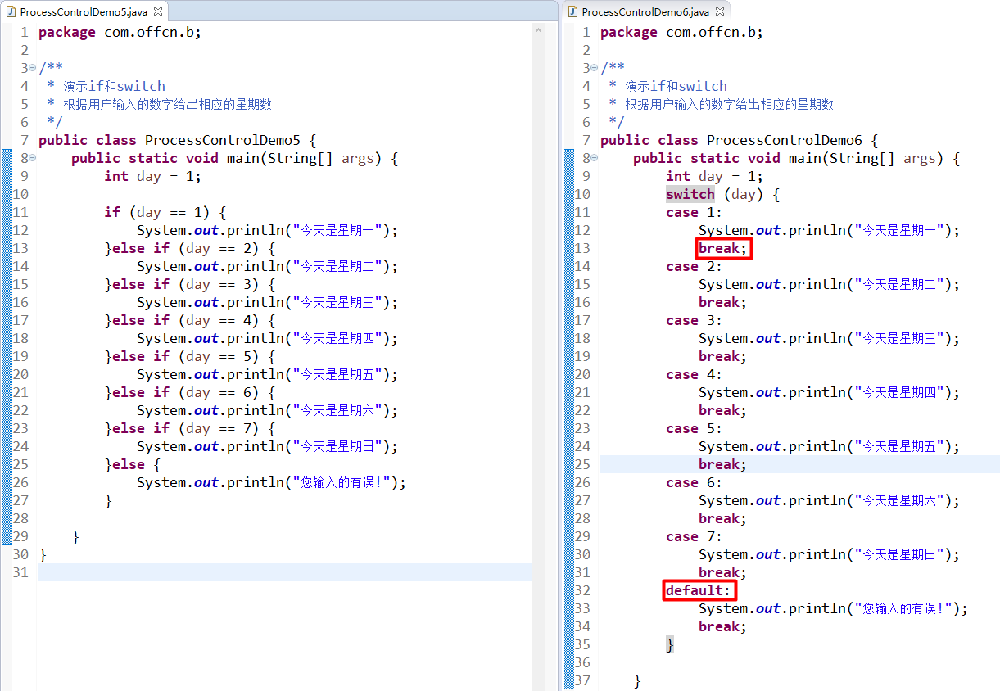 ProcessControlDemo5.java
1 package com.offcn.b;
2
3 /**
4  * 演示if和switch
5  * 根据用户输入的数字给出相应的星期数
6  */
7 public class ProcessControlDemo5 {
8     public static void main(String[] args) {
9         int day = 1;
10
11         if (day == 1) {
12             System.out.println("今天是星期一");
13         }else if (day == 2) {
14             System.out.println("今天是星期二");
15         }else if (day == 3) {
16             System.out.println("今天是星期三");
17         }else if (day == 4) {
18             System.out.println("今天是星期四");
19         }else if (day == 5) {
20             System.out.println("今天是星期五");
21         }else if (day == 6) {
22             System.out.println("今天是星期六");
23         }else if (day == 7) {
24             System.out.println("今天是星期日");
25         }else {
26             System.out.println("您输入的有误!");
27         }
28
29     }
30 }
31
ProcessControlDemo6.java
1 package com.offcn.b;
2
3 /**
4  * 演示if和switch
5  * 根据用户输入的数字给出相应的星期数
6  */
7 public class ProcessControlDemo6 {
8     public static void main(String[] args) {
9         int day = 1;
10         switch (day) {
11         case 1:
12             System.out.println("今天是星期一");
13             break;
14         case 2:
15             System.out.println("今天是星期二");
16             break;
17         case 3:
18             System.out.println("今天是星期三");
19             break;
20         case 4:
21             System.out.println("今天是星期四");
22             break;
23         case 5:
24             System.out.println("今天是星期五");
25             break;
26         case 6:
27             System.out.println("今天是星期六");
28             break;
29         case 7:
30             System.out.println("今天是星期日");
31             break;
32         default:
33             System.out.println("您输入的有误!");
34             break;
35         }
36
37     }